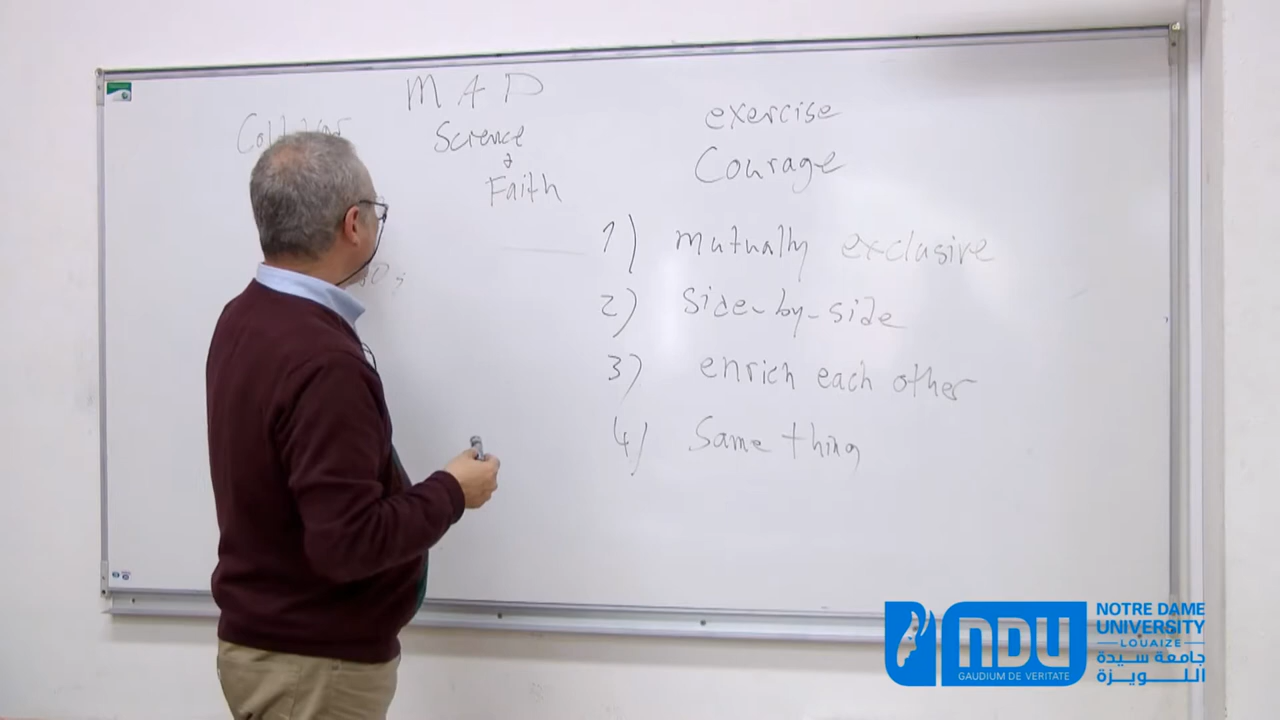 MAD
Science
&
Faith
exercise
Courage
1) mutually exclusive
2) Side-by-side
3) enrich each other
4) Same thing
NDU
GAUDIUM DE VERITATE
NOTRE DAME
UNIVERSITY
LOUAIZE
جامعة سيدة
اللويزة